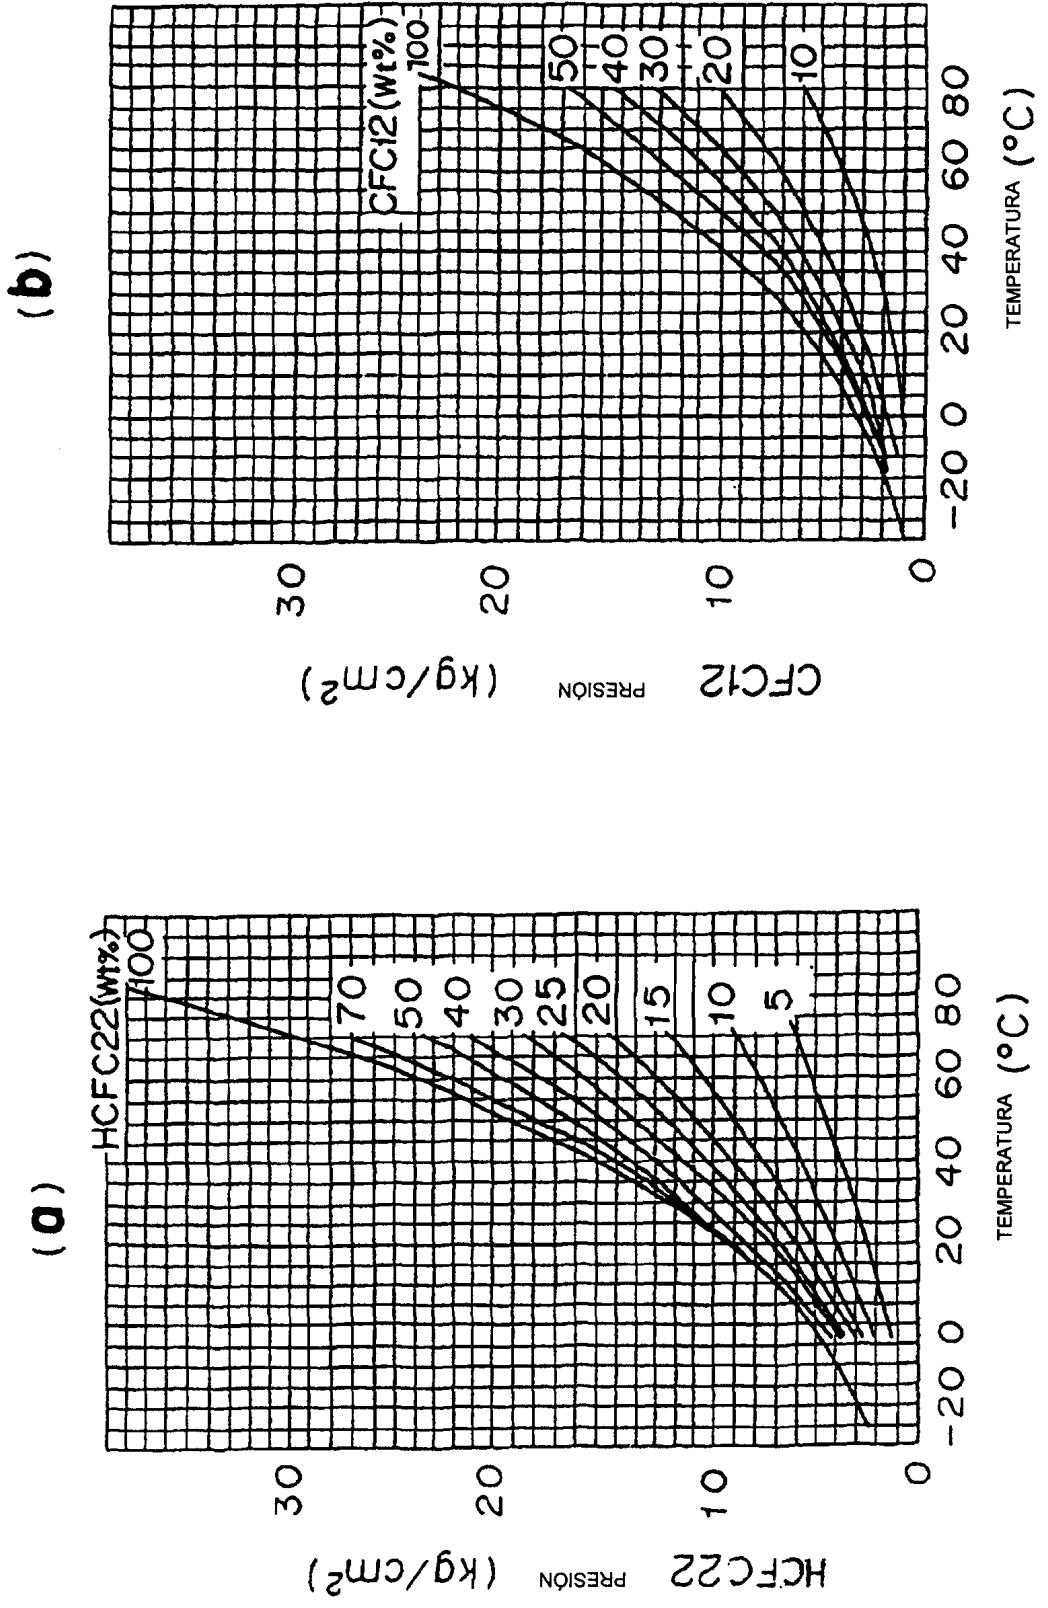 (a)
HCFC22(Wt%)
100
70
50
40
30
25
20
15
10
5
30
20
10
0
HCFC22 PRESIÓN (kg/cm²)
-20 0 20 40 60 80
TEMPERATURA (°C)
(b)
CFC12(Wt%)
100
50
40
30
20
10
30
20
10
0
CFC12 PRESIÓN (kg/cm²)
-20 0 20 40 60 80
TEMPERATURA (°C)